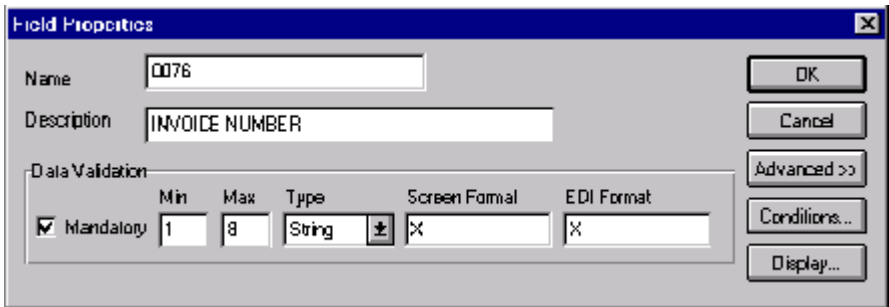 Field Properties
Name 0076
Description INVOICE NUMBER
Data Validation
Min Max Type Screen Format EDI Format
Mandatory 1 8 String X X
OK
Cancel
Advanced >>
Conditions...
Display...